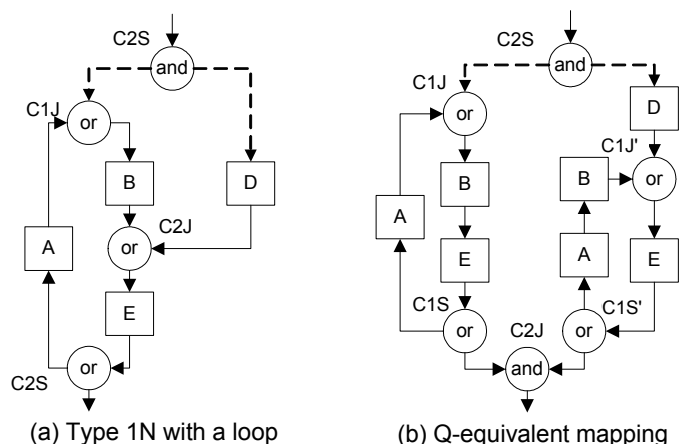 C2S
and
C1J
or
B
D
C2J
or
A
E
or
C2S
(a) Type 1N with a loop
C2S
and
C1J
or
D
C1J'
B
B
or
A
E
A
E
C1S
or
C1S'
or
C2J
and
(b) Q-equivalent mapping